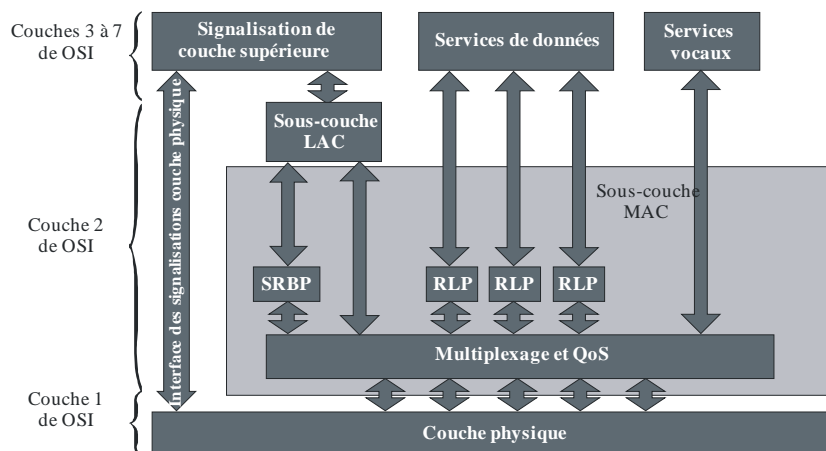 Couches 3 à 7
de OSI
Signalisation de
couche supérieure
Services de données
Services
vocaux
Interface des signalisations couche physique
Sous-couche
LAC
Sous-couche
MAC
Couche 2
de OSI
SRBP
RLP
RLP
RLP
Multiplexage et QoS
Couche 1
de OSI
Couche physique